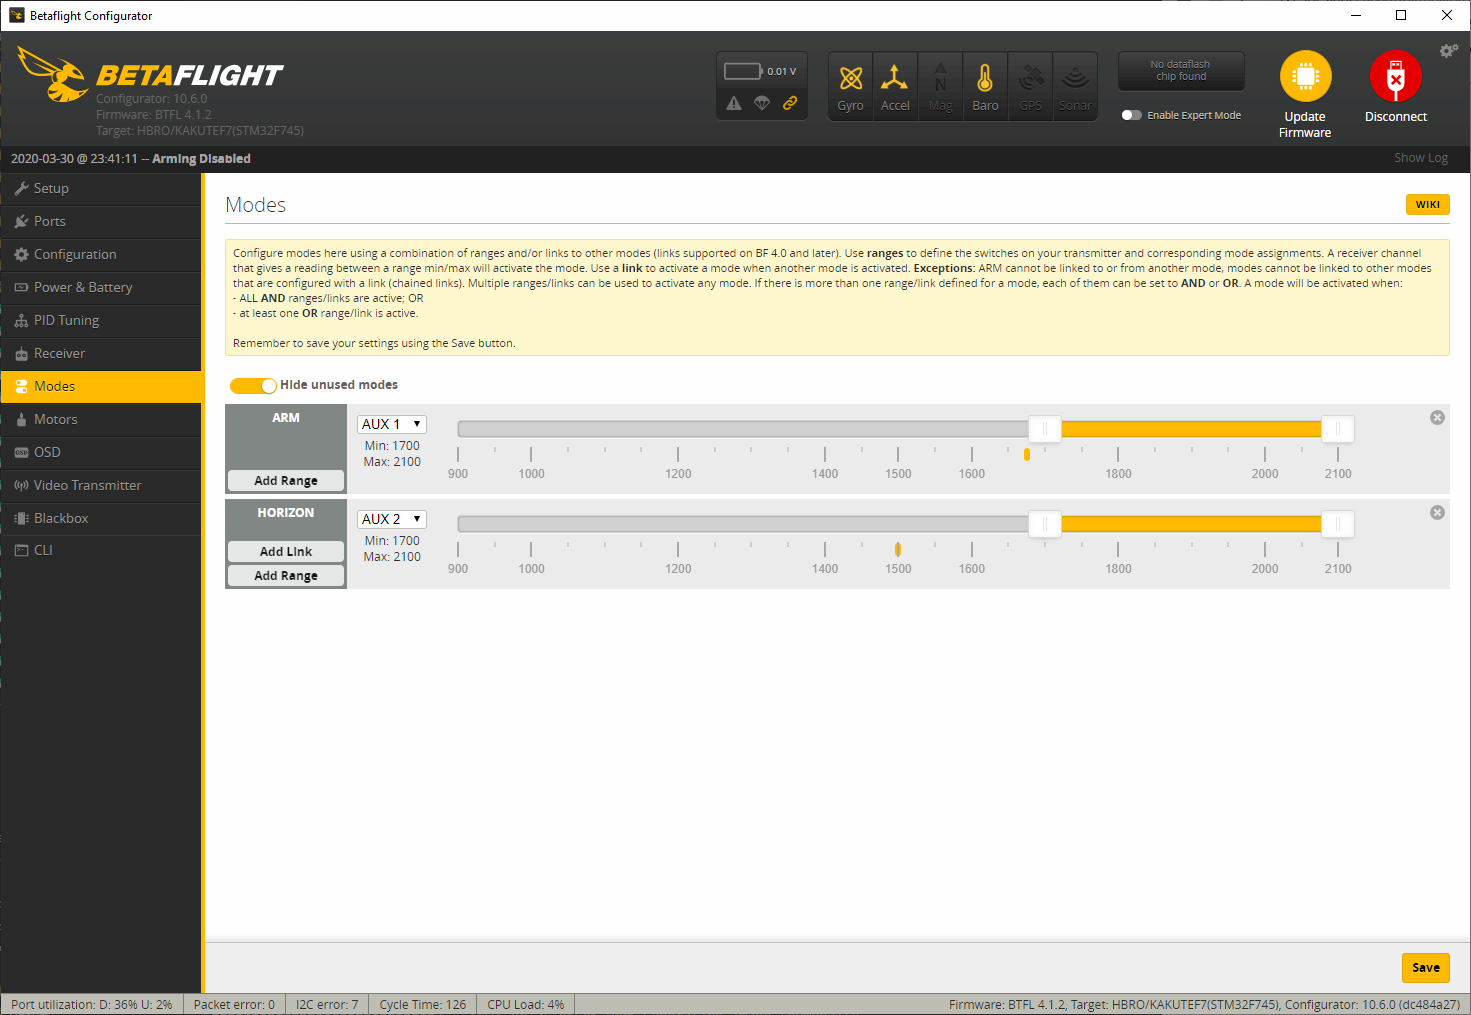 Betaflight Configurator
BETAFLIGHT
Configurator: 10.6.0
Firmware: BTFL 4.1.2
Target: HBRO/KAKUTEF7(STM32F745)
0.01 V
Gyro
Accel
N
Mag
Baro
GPS
Sonar
No dataflash
chip found
Enable Expert Mode
Update
Firmware
Disconnect
2020-03-30 @ 23:41:11 -- Arming Disabled
Show Log
Setup
Ports
Configuration
Power & Battery
PID Tuning
Receiver
Modes
Motors
OSD
Video Transmitter
Blackbox
CLI
Modes
WIKI
Configure modes here using a combination of ranges and/or links to other modes (links supported on BF 4.0 and later). Use ranges to define the switches on your transmitter and corresponding mode assignments. A receiver channel
that gives a reading between a range min/max will activate the mode. Use a link to activate a mode when another mode is activated. Exceptions: ARM cannot be linked to or from another mode, modes cannot be linked to other modes
that are configured with a link (chained links). Multiple ranges/links can be used to activate any mode. If there is more than one range/link defined for a mode, each of them can be set to AND or OR. A mode will be activated when:
- ALL AND ranges/links are active; OR
- at least one OR range/link is active.
Remember to save your settings using the Save button.
Hide unused modes
ARM
Add Range
AUX 1
Min: 1700
Max: 2100
900 1000 1200 1400 1500 1600 1800 2000 2100
HORIZON
Add Link
Add Range
AUX 2
Min: 1700
Max: 2100
900 1000 1200 1400 1500 1600 1800 2000 2100
Save
Port utilization: D: 36% U: 2%
Packet error: 0
I2C error: 7
Cycle Time: 126
CPU Load: 4%
Firmware: BTFL 4.1.2, Target: HBRO/KAKUTEF7(STM32F745), Configurator: 10.6.0 (dc484a27)